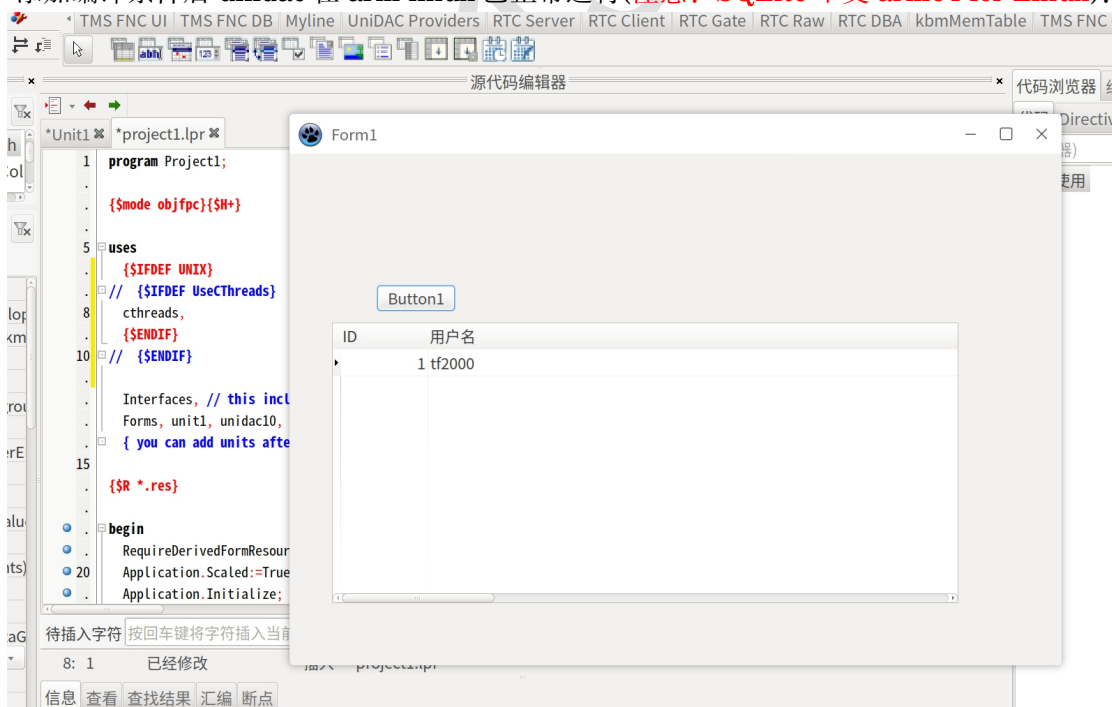 TMS FNC UI TMS FNC DB Myline UniDAC Providers RTC Server RTC Client RTC Gate RTC Raw RTC DBA kbmMemTable TMS FNC
源代码编辑器
代码浏览器
*Unit1 *project1.lpr
Form1
Directiv
器)
使用
1 program Project1;
{$mode objfpc}{$H+}
5 uses
{$IFDEF UNIX}
// {$IFDEF UseCThreads}
8 cthreads,
{$ENDIF}
10 // {$ENDIF}
Interfaces, // this incl
Forms, unit1, unidac10,
{ you can add units afte
15
{$R *.res}
begin
RequireDerivedFormResour
20 Application.Scaled:=True
Application.Initialize;
Button1
ID 用户名
1 tf2000
待插入字符 按回车键将字符插入当前
8: 1 已经修改
信息 查看 查找结果 汇编 断点